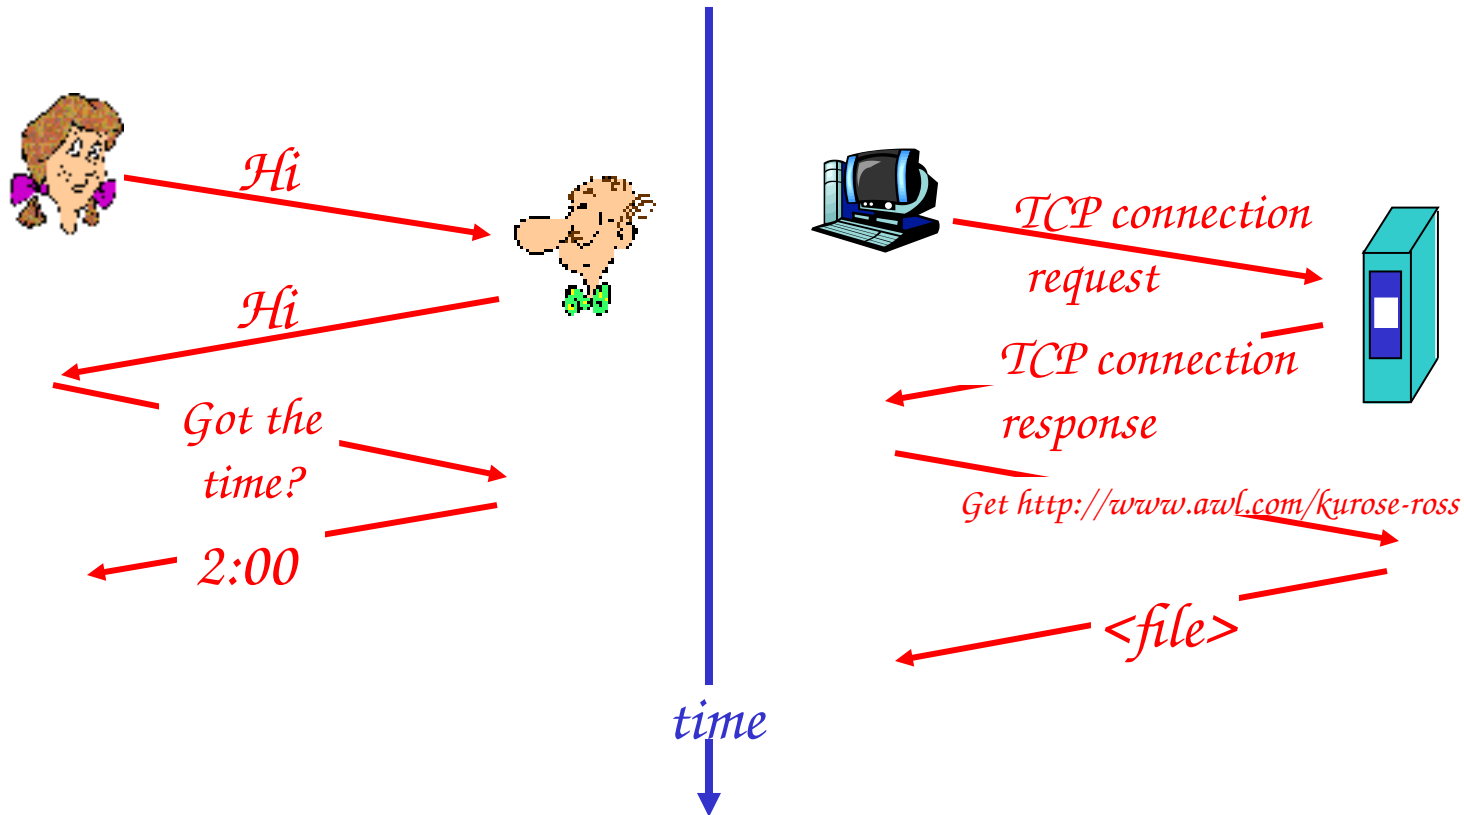 Hi
Hi
Got the
time?
2:00
time
TCP connection
request
TCP connection
response
Get http://www.awl.com/kurose-ross
<file>